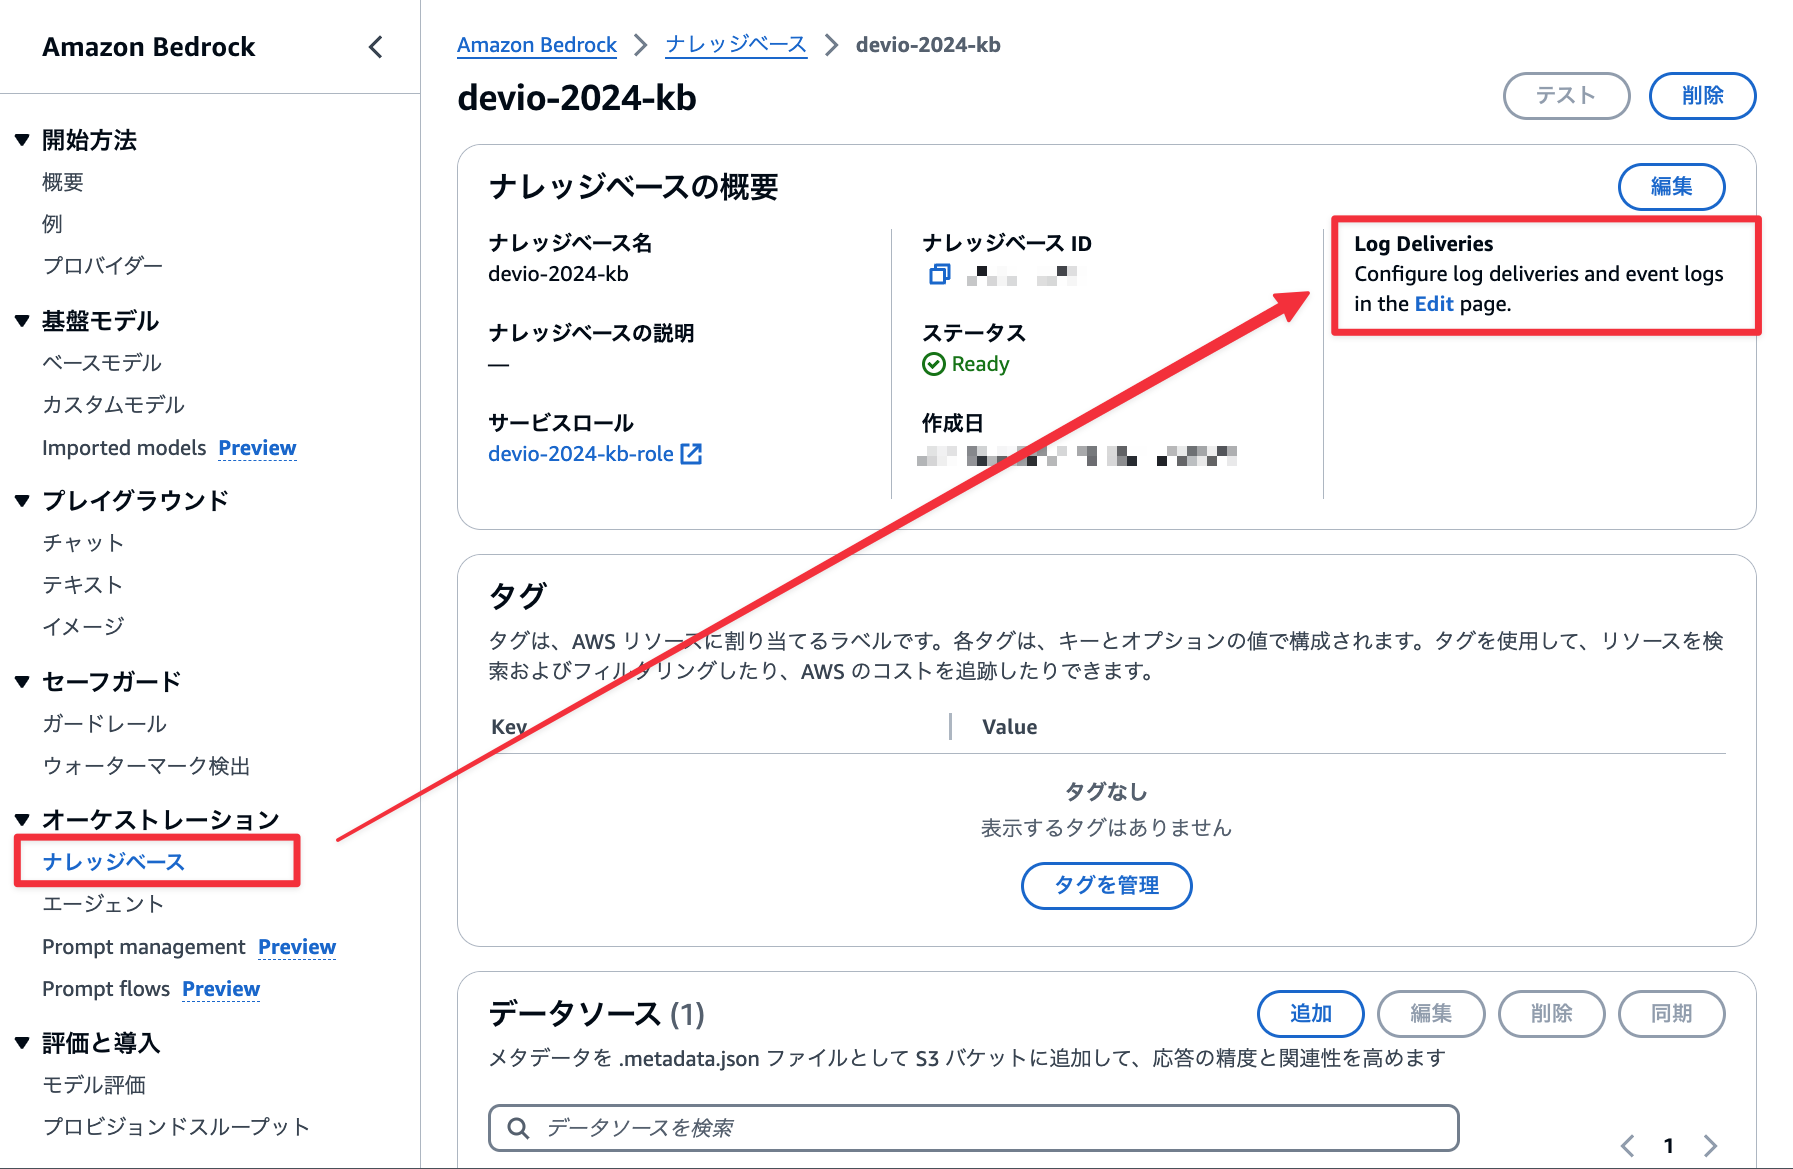 Amazon Bedrock
開始方法
概要
例
プロバイダー
基盤モデル
ベースモデル
カスタムモデル
Imported models Preview
プレイグラウンド
チャット
テキスト
イメージ
セーフガード
ガードレール
ウォーターマーク検出
オーケストレーション
ナレッジベース
エージェント
Prompt management Preview
Prompt flows Preview
評価と導入
モデル評価
プロビジョンドスループット
Amazon Bedrock ナレッジベース devio-2024-kb
devio-2024-kb
テスト 削除
ナレッジベースの概要
編集
ナレッジベース名
devio-2024-kb
ナレッジベースの説明
—
サービスロール
devio-2024-kb-role
ナレッジベース ID
ステータス
Ready
作成日
Log Deliveries
Configure log deliveries and event logs
in the Edit page.
タグ
タグは、AWS リソースに割り当てるラベルです。各タグは、キーとオプションの値で構成されます。タグを使用して、リソースを検
索およびフィルタリングしたり、AWS のコストを追跡したりできます。
Key Value
タグなし
表示するタグはありません
タグを管理
データソース (1)
追加 編集 削除 同期
メタデータを .metadata.json ファイルとして S3 バケットに追加して、応答の精度と関連性を高めます
データソースを検索
1